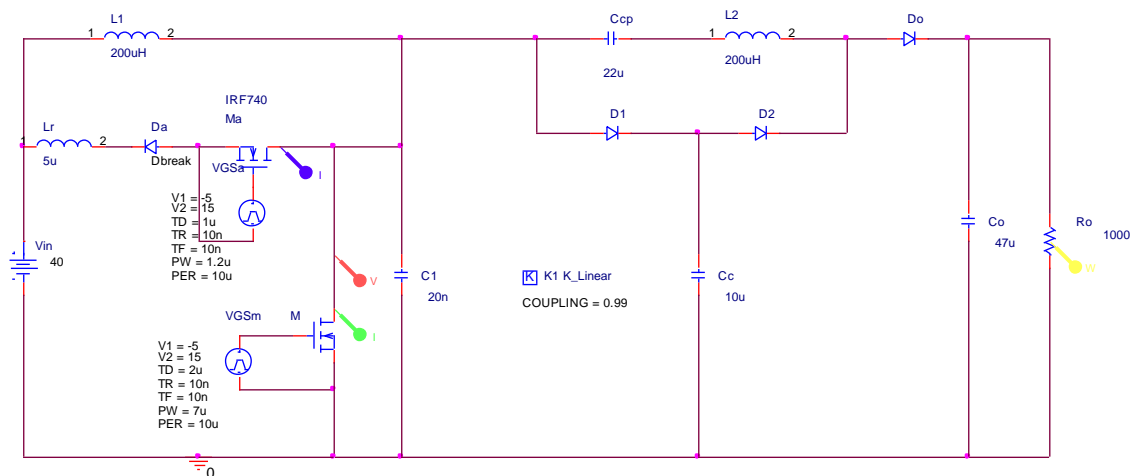 L1
1
2
200uH
Ccp
22u
L2
1
2
200uH
Do
D1
D2
IRF740
Ma
Lr
1
2
5u
Da
Dbreak
VGSa
I
V1 = -5
V2 = 15
TD = 1u
TR = 10n
TF = 10n
PW = 1.2u
PER = 10u
Vin
40
V
C1
20n
K K1 K_Linear
COUPLING = 0.99
Cc
10u
Co
47u
Ro
1000
W
VGSm
M
I
V1 = -5
V2 = 15
TD = 2u
TR = 10n
TF = 10n
PW = 7u
PER = 10u
0